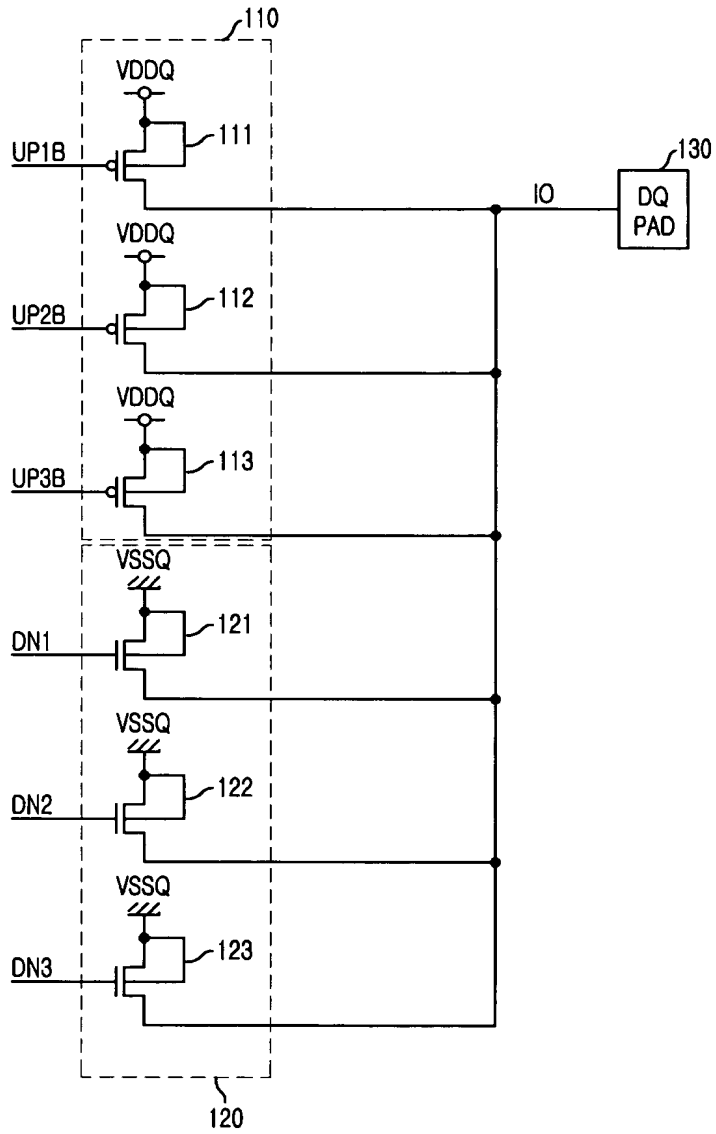 110
VDDQ
UP1B
111
130
IO
DQ
PAD
VDDQ
UP2B
112
VDDQ
UP3B
113
VSSQ
DN1
121
VSSQ
DN2
122
VSSQ
DN3
123
120